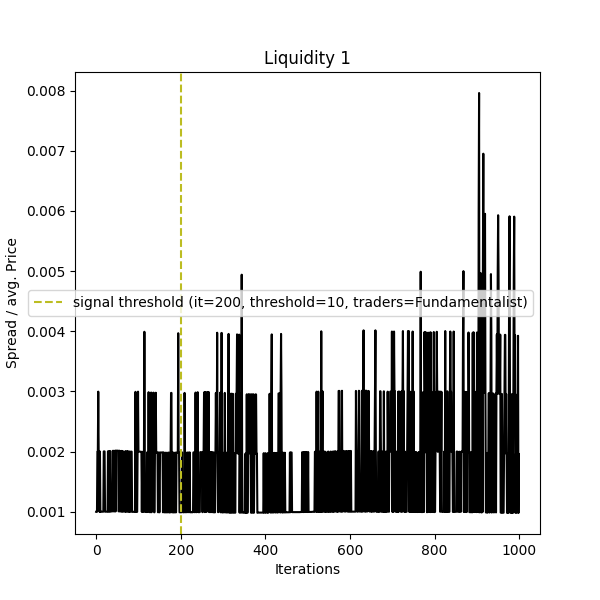 Liquidity 1
0.008
0.007
0.006
0.005
0.004
0.003
0.002
0.001
Spread / avg. Price
signal threshold (it=200, threshold=10, traders=Fundamentalist)
0 200 400 600 800 1000
Iterations